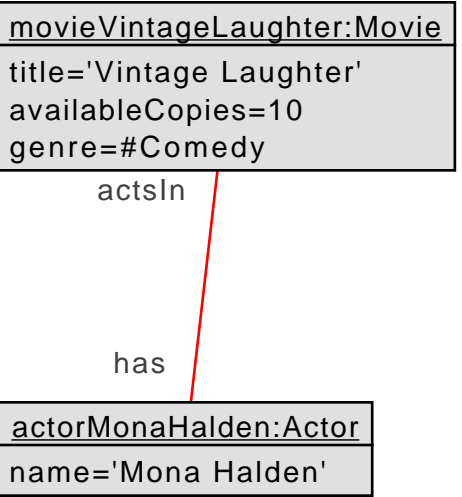 movieVintageLaughter:Movie
title='Vintage Laughter'
availableCopies=10
genre=#Comedy
actsIn
has
actorMonaHalden:Actor
name='Mona Halden'